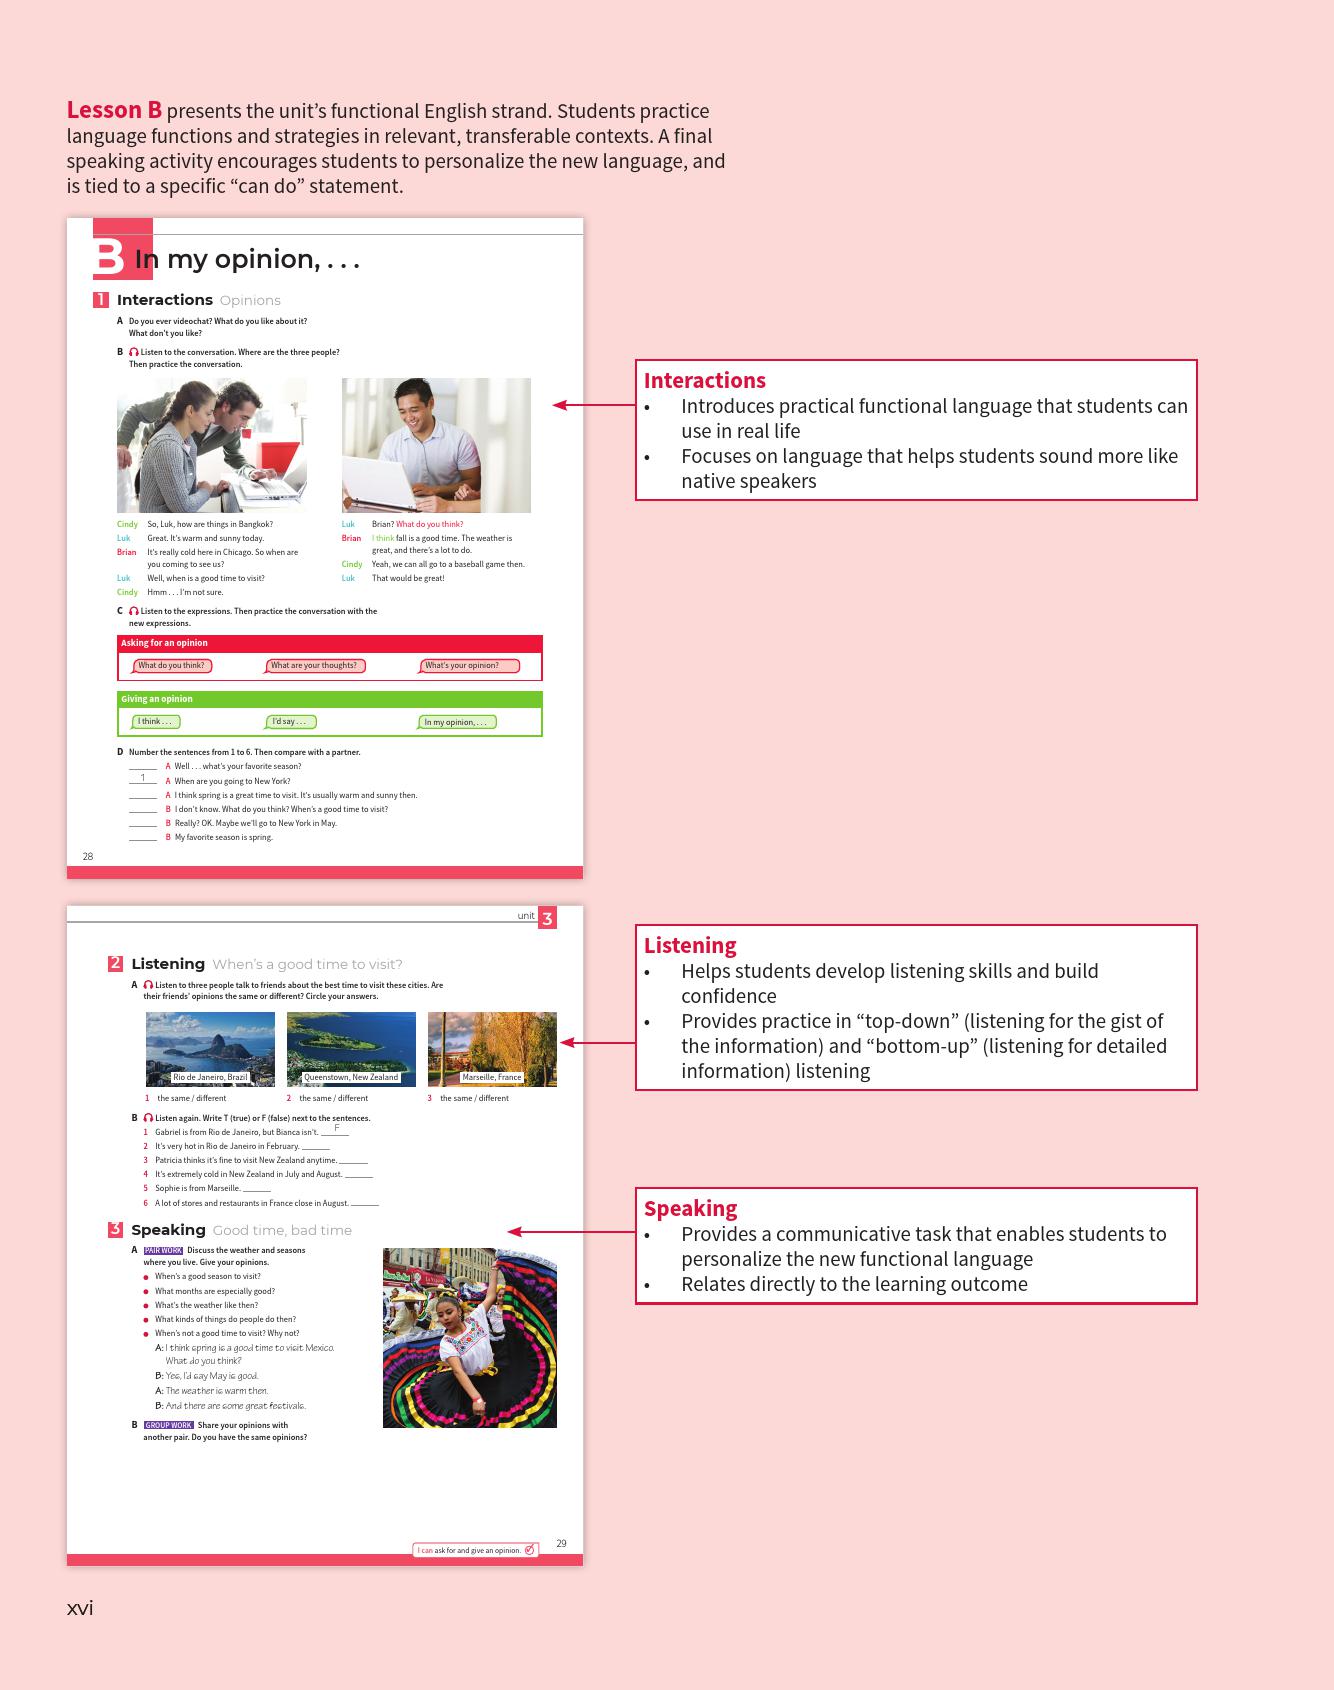 Lesson B presents the unit’s functional English strand. Students practice
language functions and strategies in relevant, transferable contexts. A final
speaking activity encourages students to personalize the new language, and
is tied to a specific “can do” statement.
B In my opinion, . . .
1 Interactions Opinions
A Do you ever videochat? What do you like about it?
What don't you like?
B Listen to the conversation. Where are the three people?
Then practice the conversation.
Cindy So, Luk, how are things in Bangkok?
Luk Great. It's warm and sunny today.
Brian It's really cold here in Chicago. So when are
you coming to see us?
Luk Well, when is a good time to visit?
Cindy Hmm . . . I'm not sure.
Luk Brian? What do you think?
Brian I think fall is a good time. The weather is
great, and there's a lot to do.
Cindy Yeah, we can all go to a baseball game then.
Luk That would be great!
C Listen to the expressions. Then practice the conversation with the
new expressions.
Asking for an opinion
What do you think? What are your thoughts? What's your opinion?
Giving an opinion
I think . . . I'd say . . . In my opinion, . . .
D Number the sentences from 1 to 6. Then compare with a partner.
______ A Well . . . what's your favorite season?
1 A When are you going to New York?
______ A I think spring is a great time to visit. It's usually warm and sunny then.
______ B I don't know. What do you think? When's a good time to visit?
______ B Really? OK. Maybe we'll go to New York in May.
______ B My favorite season is spring.
28
Interactions
• Introduces practical functional language that students can
use in real life
• Focuses on language that helps students sound more like
native speakers
unit 3
2 Listening When's a good time to visit?
A Listen to three people talk to friends about the best time to visit these cities. Are
their friends' opinions the same or different? Circle your answers.
Rio de Janeiro, Brazil Queenstown, New Zealand Marseille, France
1 the same / different 2 the same / different 3 the same / different
B Listen again. Write T (true) or F (false) next to the sentences.
1 Gabriel is from Rio de Janeiro, but Bianca isn't. F
2 It's very hot in Rio de Janeiro in February. ______
3 Patricia thinks it's fine to visit New Zealand anytime. ______
4 It's extremely cold in New Zealand in July and August. ______
5 Sophie is from Marseille. ______
6 A lot of stores and restaurants in France close in August. ______
3 Speaking Good time, bad time
A PAIR WORK Discuss the weather and seasons
where you live. Give your opinions.
● When's a good season to visit?
● What months are especially good?
● What's the weather like then?
● What kinds of things do people do then?
● When's not a good time to visit? Why not?
A: I think spring is a good time to visit Mexico.
What do you think?
B: Yes, I'd say May is good.
A: The weather is warm then.
B: And there are some great festivals.
B GROUP WORK Share your opinions with
another pair. Do you have the same opinions?
I can ask for and give an opinion.
29
Listening
• Helps students develop listening skills and build
confidence
• Provides practice in “top-down” (listening for the gist of
the information) and “bottom-up” (listening for detailed
information) listening
Speaking
• Provides a communicative task that enables students to
personalize the new functional language
• Relates directly to the learning outcome
xvi